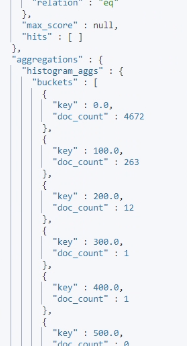 "relation" : "eq"
},
"max_score" : null,
"hits" : [ ]
},
"aggregations" : {
"histogram_aggs" : {
"buckets" : [
{
"key" : 0.0,
"doc_count" : 4672
},
{
"key" : 100.0,
"doc_count" : 263
},
{
"key" : 200.0,
"doc_count" : 12
},
{
"key" : 300.0,
"doc_count" : 1
},
{
"key" : 400.0,
"doc_count" : 1
},
{
"key" : 500.0,
"doc_count" : 0